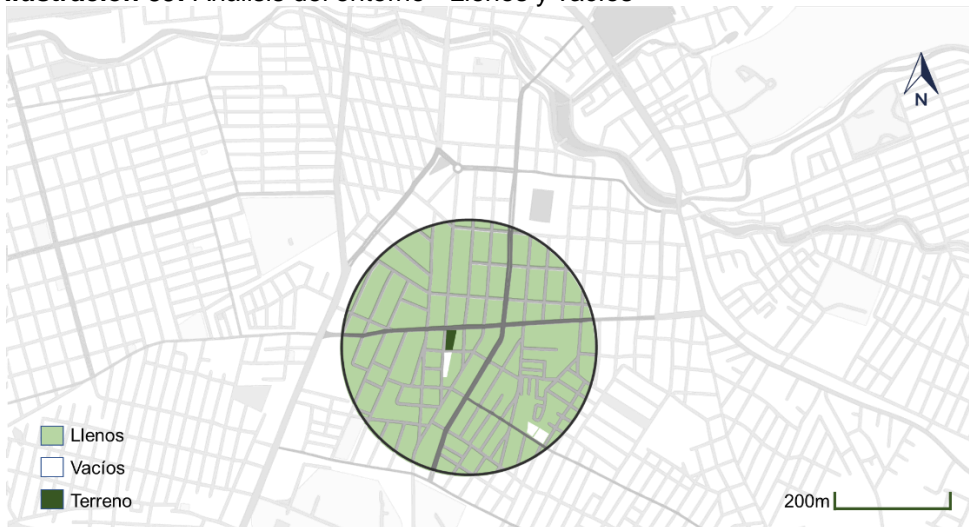 Análisis del entorno - Llenos y Vacíos
N
Llenos
Vacíos
Terreno
200m